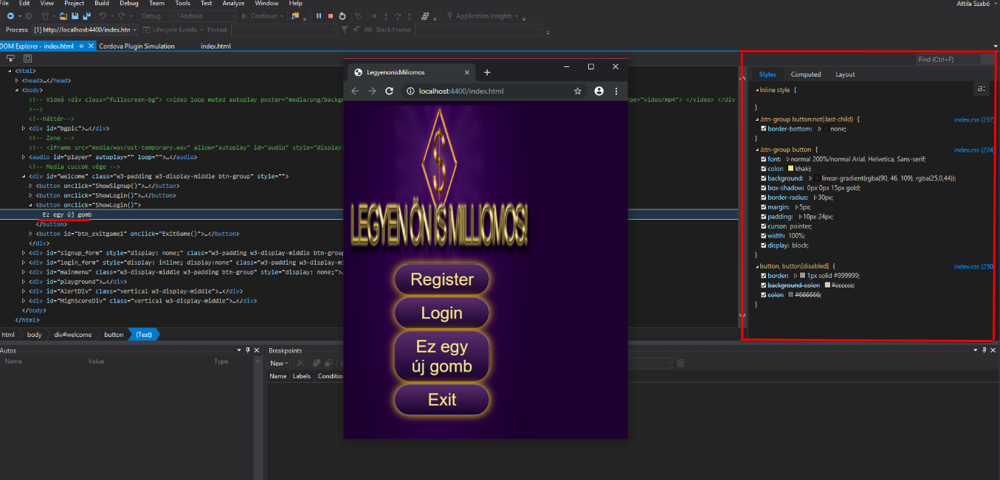 File Edit View Project Build Debug Team Tools Test Analyze Window Help
Attila Szabó
Debug Android Continue Application Insights
Process: [1] http://localhost:4400/index.htn Lifecycle Events Thread: Stack Frame:
DOM Explorer - index.html Cordova Plugin Simulation index.html
<html>
<head>…</head>
<body>
<!-- Videó <div class="fullscreen-bg"> <video loop muted autoplay poster="media/png/backg
ype="video/mp4"> </video> </div
>-->
<!--háttér-->
<div id="bgpic">…</div>
<!-- Zene -->
<!-- <iframe src="media/wav/ost-temporary.wav" allow="autoplay" id="audio" style="display:
<audio id="player" autoplay="" loop="">…</audio>
<!-- Media cuccok vége -->
<div id="welcome" class="w3-padding w3-display-middle btn-group" style="">
<button onclick="ShowSignup()">…</button>
<button onclick="ShowLogin()">…</button>
<button onclick="ShowLogin()">
Ez egy új gomb
</button>
<button id="btn_exitgame1" onclick="ExitGame()">…</button>
</div>
<div id="signup_form" style="display: none;" class="w3-padding w3-display-middle btn-group
<div id="login_form" style="display: inline; display:none" class="w3-padding w3-display-mi
<div id="mainmenu" class="w3-display-middle w3-padding btn-group" style="display: none;">…
<div id="playground">…</div>
<div id="AlertDiv" class="vertical w3-display-middle">…</div>
<div id="HighScoreDiv" class="vertical w3-display-middle">…</div>
</body>
</html>
html body div#welcome button (Text)
LegyenonisMiliomos
localhost:4400/index.html
$
LEGYEN ÖN IS MILLIOMOS!
Register
Login
Ez egy
új gomb
Exit
Find (Ctrl+F)
Styles Computed Layout
Inline style {
a:
}
.btn-group button:not(:last-child) { index.css (257)
border-bottom: none;
}
.btn-group button { index.css (224)
font: normal 200%/normal Arial, Helvetica, Sans-serif;
color: khaki;
background: linear-gradient(rgba(90, 46, 109), rgba(25,0,44));
box-shadow: 0px 0px 15px gold;
border-radius: 30px;
margin: 5px;
padding: 10px 24px;
cursor: pointer;
width: 100%;
display: block;
}
button, button[disabled] { index.css (250
border: 1px solid #999999;
background-color: #cccccc;
color: #666666;
}
Autos
Name Value Type
Breakpoints
New
Name Labels Conditio